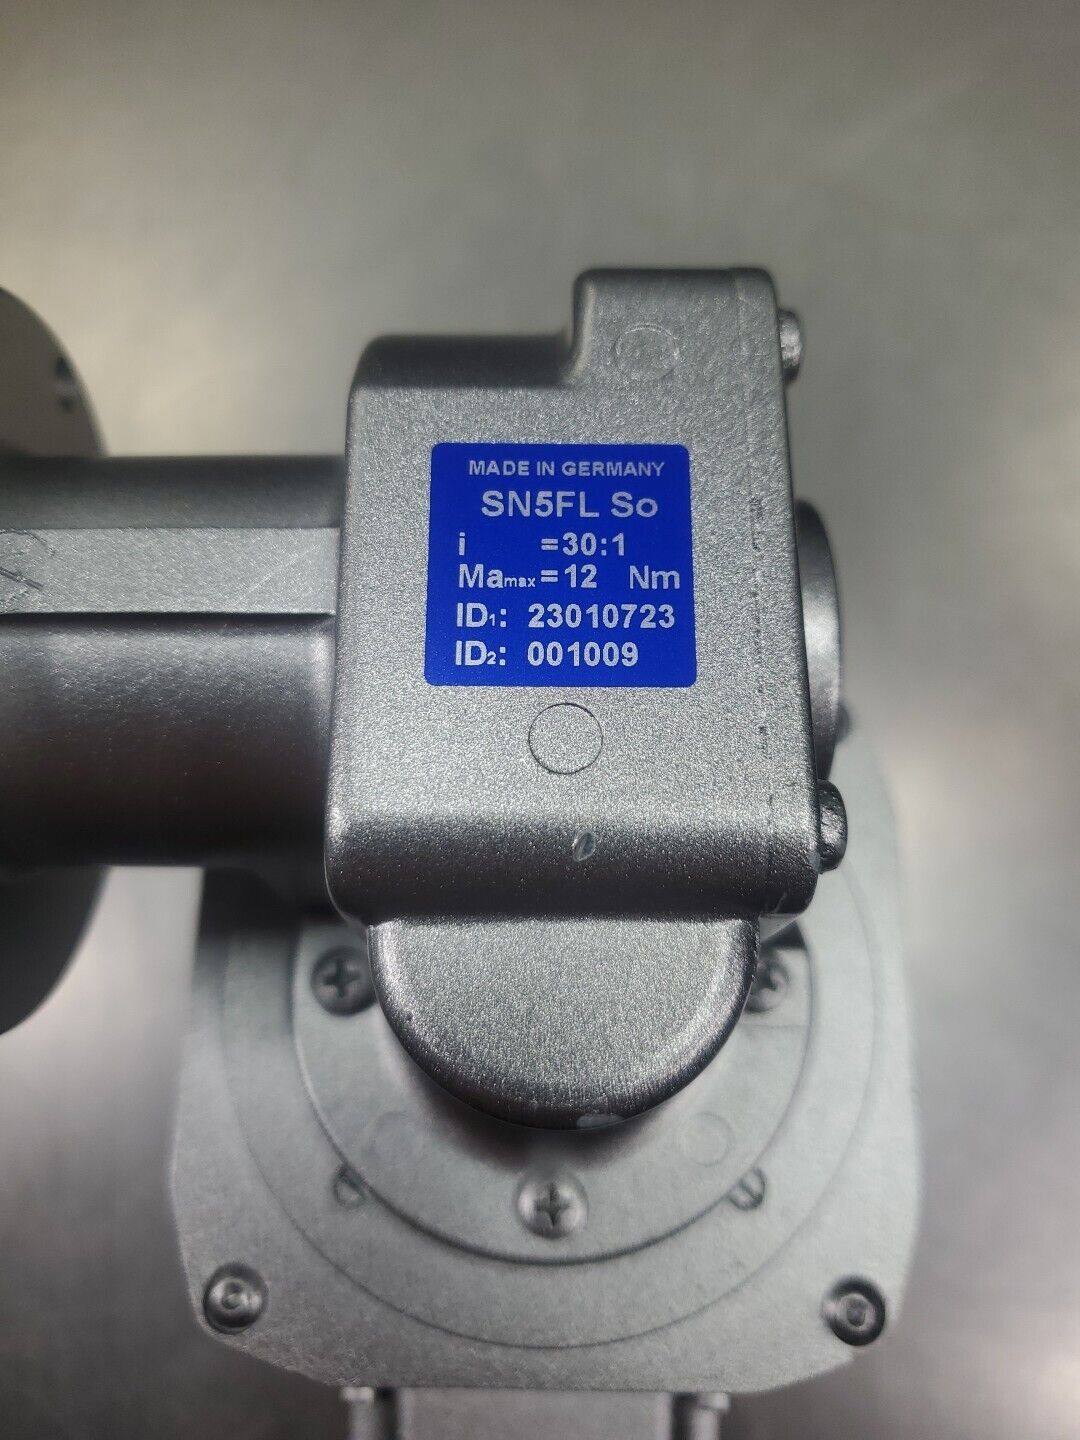 MADE IN GERMANY
SN5FL So
i =30:1
Mamax=12 Nm
ID1: 23010723
ID2: 001009